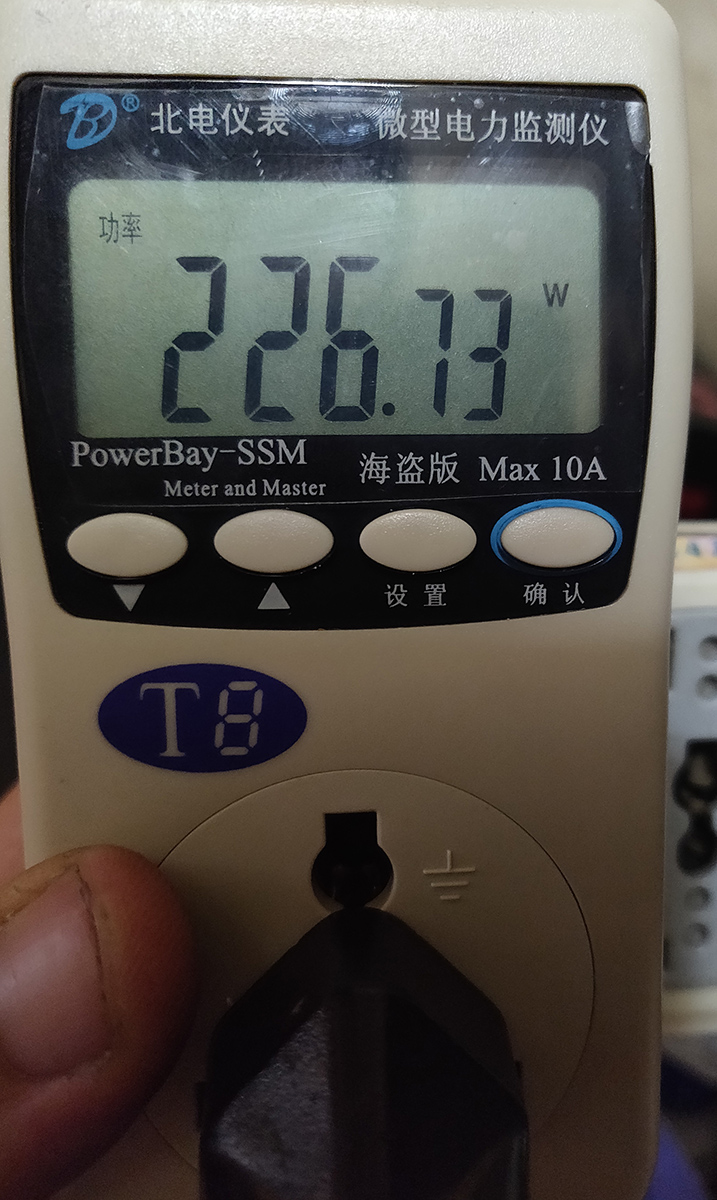 ® 北电仪表 微型电力监测仪
功率
226.73 W
PowerBay-SSM 海盗版 Max 10A
Meter and Master
▼ ▲ 设置 确认
T8